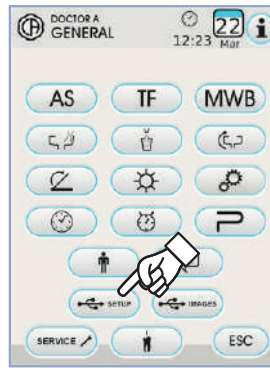 DOCTOR A
GENERAL
22
12:23 Mar
i
AS TF MWB
SETUP IMAGES
SERVICE ESC